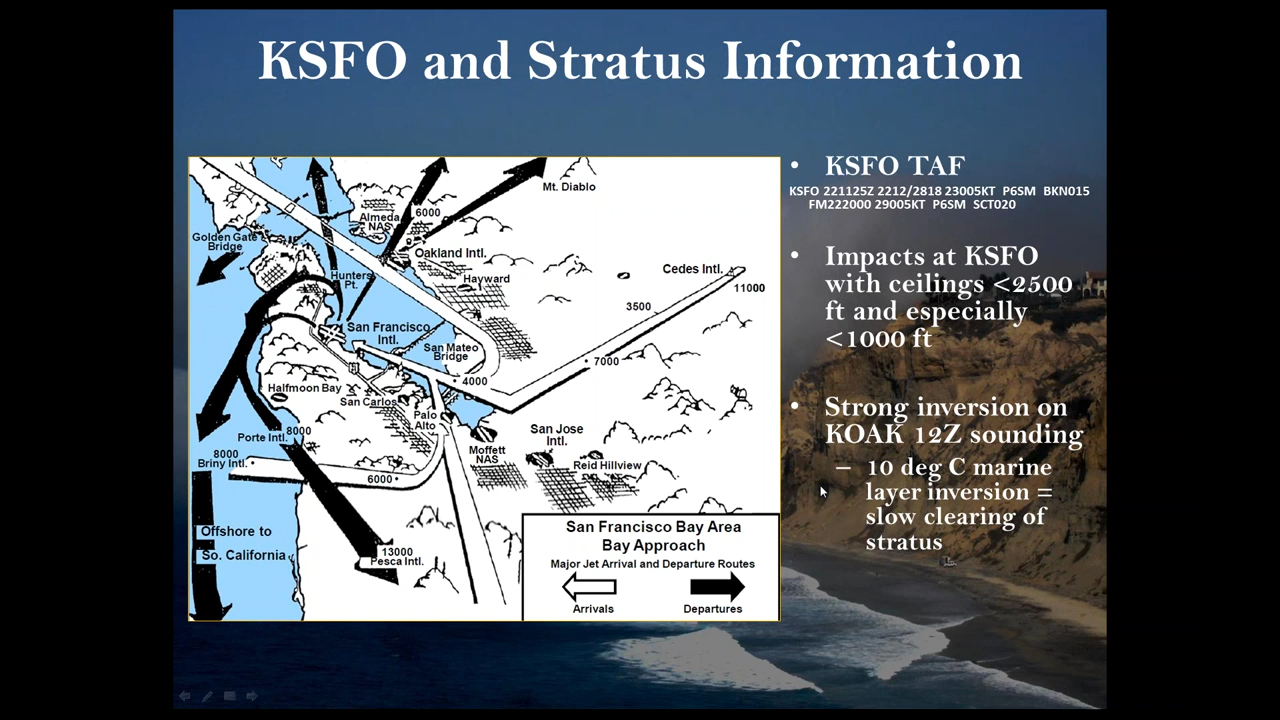 KSFO and Stratus Information
• KSFO TAF
KSFO 221125Z 2212/2818 23005KT P6SM BKN015
FM222000 29005KT P6SM SCT020
• Impacts at KSFO
with ceilings <2500
ft and especially
<1000 ft
• Strong inversion on
KOAK 12Z sounding
– 10 deg C marine
layer inversion =
slow clearing of
stratus
Mt. Diablo
6000
Almeda
NAS
Golden Gate
Bridge
Oakland Intl.
Hunters
Pt.
Hayward
Cedes Intl.
11000
3500
San Francisco
Intl.
San Mateo
Bridge
7000
4000
Halfmoon Bay
San Carlos
Palo
Alto
Porte Intl.
8000
8000
Briny Intl.
6000
Moffett
NAS
San Jose
Intl.
Reid Hillview
Offshore to
So. California
13000
Pesca Intl.
San Francisco Bay Area
Bay Approach
Major Jet Arrival and Departure Routes
Arrivals
Departures